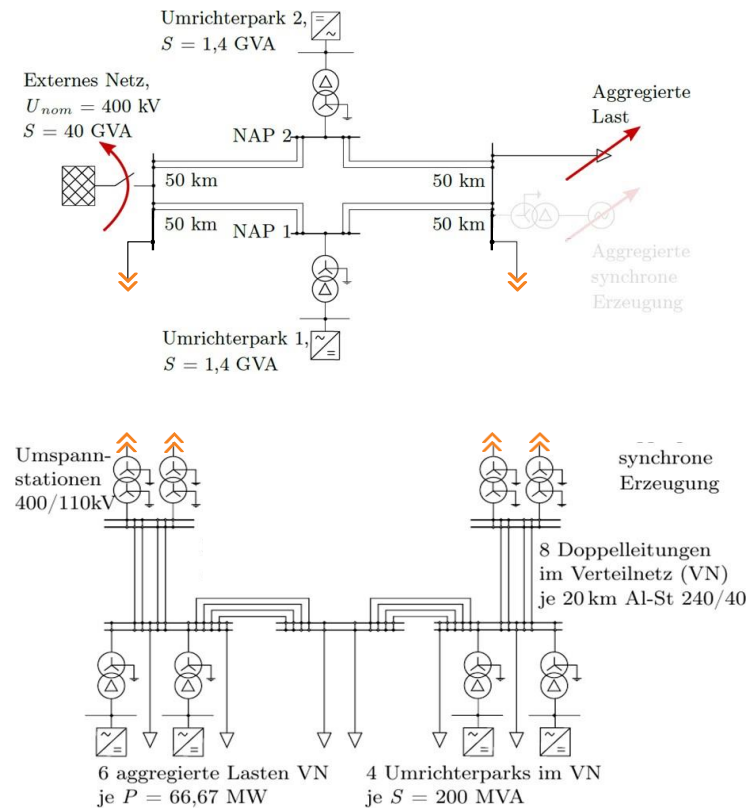 Umrichterpark 2,
S = 1,4 GVA
Externes Netz,
U_nom = 400 kV
S = 40 GVA
Aggregierte
Last
NAP 2
50 km
50 km
50 km
50 km
NAP 1
Aggregierte
synchrone
Erzeugung
Umrichterpark 1,
S = 1,4 GVA
Umspann-
stationen
400/110kV
synchrone
Erzeugung
8 Doppelleitungen
im Verteilnetz (VN)
je 20 km Al-St 240/40
6 aggregierte Lasten VN
je P = 66,67 MW
4 Umrichterparks im VN
je S = 200 MVA